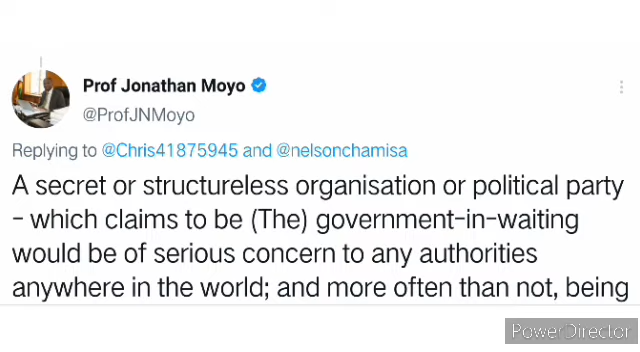 Prof Jonathan Moyo
@ProfJNMoyo
Replying to @Chris41875945 and @nelsonchamisa
A secret or structureless organisation or political party
- which claims to be (The) government-in-waiting
would be of serious concern to any authorities
anywhere in the world; and more often than not, being
PowerDirector